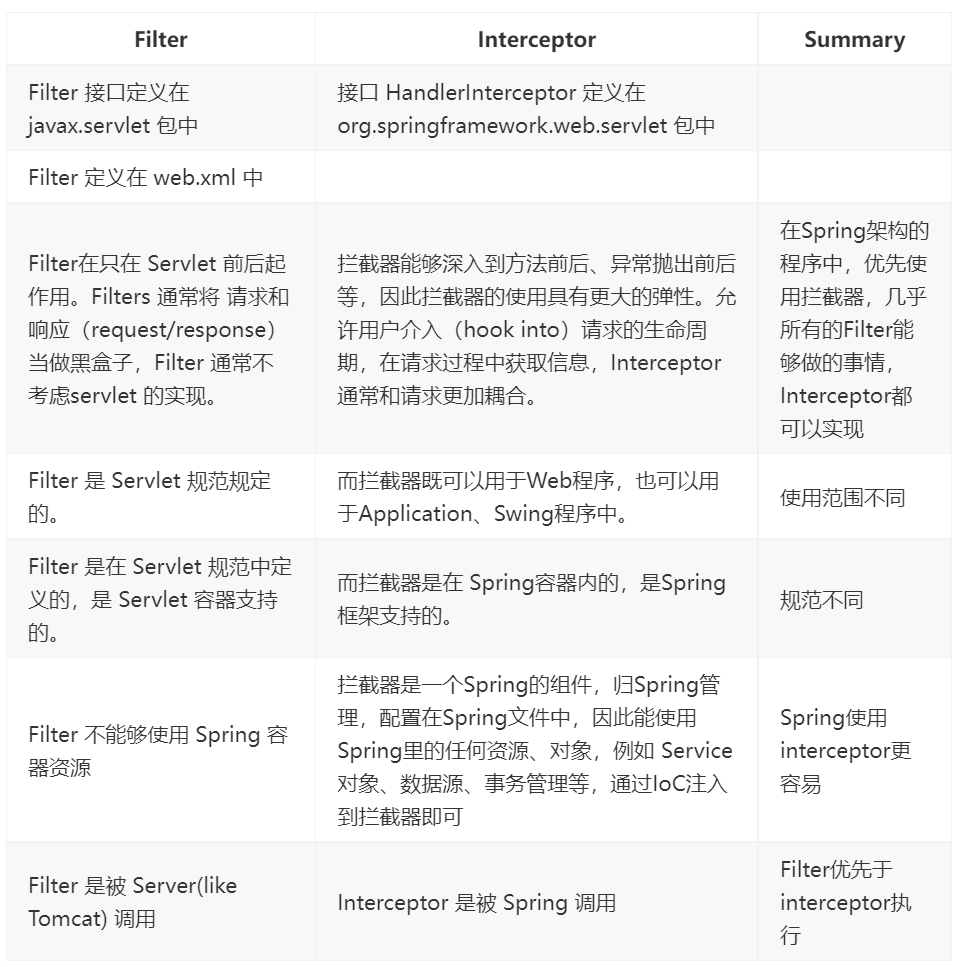 Filter
Interceptor
Summary
Filter 接口定义在
javax.servlet 包中
接口 HandlerInterceptor 定义在
org.springframework.web.servlet 包中
Filter 定义在 web.xml 中
Filter在只在 Servlet 前后起
作用。Filters 通常将 请求和
响应（request/response）
当做黑盒子，Filter 通常不
考虑servlet 的实现。
拦截器能够深入到方法前后、异常抛出前后
等，因此拦截器的使用具有更大的弹性。允
许用户介入（hook into）请求的生命周
期，在请求过程中获取信息，Interceptor
通常和请求更加耦合。
在Spring架构的
程序中，优先使
用拦截器，几乎
所有的Filter能
够做的事情，
Interceptor都
可以实现
Filter 是 Servlet 规范规定
的。
而拦截器既可以用于Web程序，也可以用
于Application、Swing程序中。
使用范围不同
Filter 是在 Servlet 规范中定
义的，是 Servlet 容器支持
的。
而拦截器是在 Spring容器内的，是Spring
框架支持的。
规范不同
Filter 不能够使用 Spring 容
器资源
拦截器是一个Spring的组件，归Spring管
理，配置在Spring文件中，因此能使用
Spring里的任何资源、对象，例如 Service
对象、数据源、事务管理等，通过IoC注入
到拦截器即可
Spring使用
interceptor更
容易
Filter 是被 Server(like
Tomcat) 调用
Interceptor 是被 Spring 调用
Filter优先于
interceptor执
行